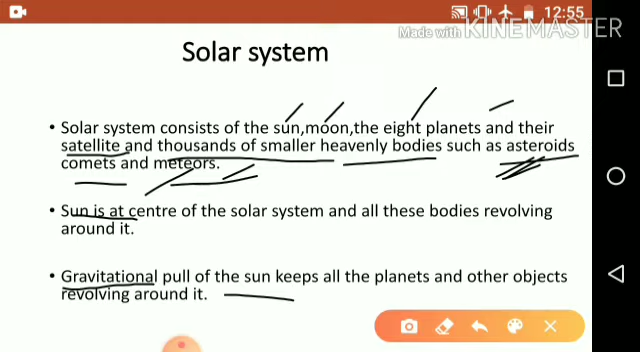 12:55
Made with KINEMASTER
Solar system
• Solar system consists of the sun,moon,the eight planets and their
satellite and thousands of smaller heavenly bodies such as asteroids
comets and meteors.
• Sun is at centre of the solar system and all these bodies revolving
around it.
• Gravitational pull of the sun keeps all the planets and other objects
revolving around it.